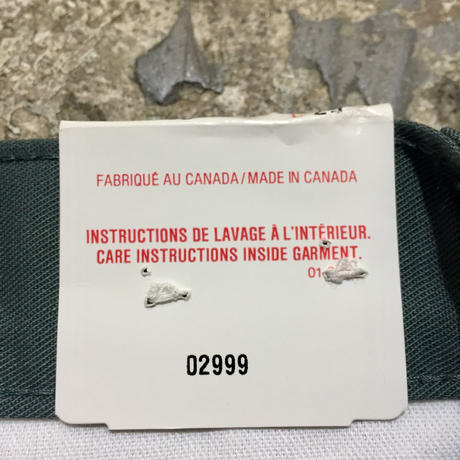 FABRIQUÉ AU CANADA/MADE IN CANADA
INSTRUCTIONS DE LAVAGE À L'INTÉRIEUR.
CARE INSTRUCTIONS INSIDE GARMENT.
02999